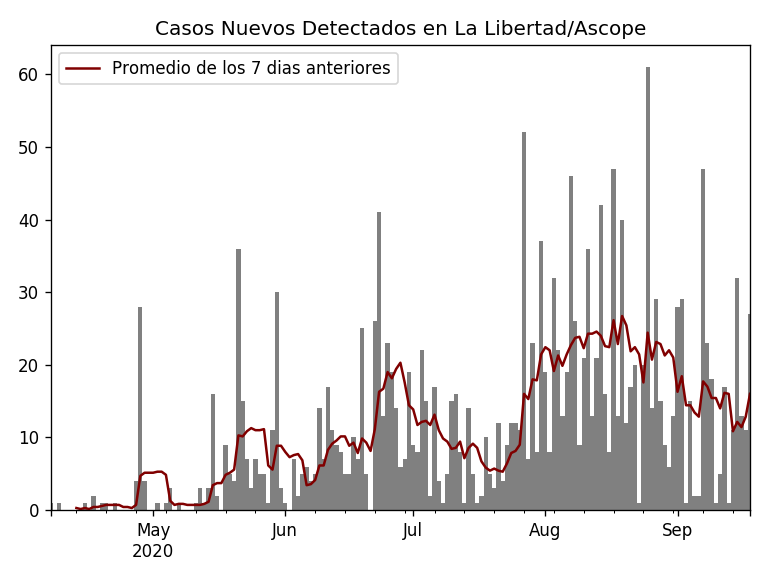 Casos Nuevos Detectados en La Libertad/Ascope
Promedio de los 7 dias anteriores
60
50
40
30
20
10
0
May
2020
Jun
Jul
Aug
Sep